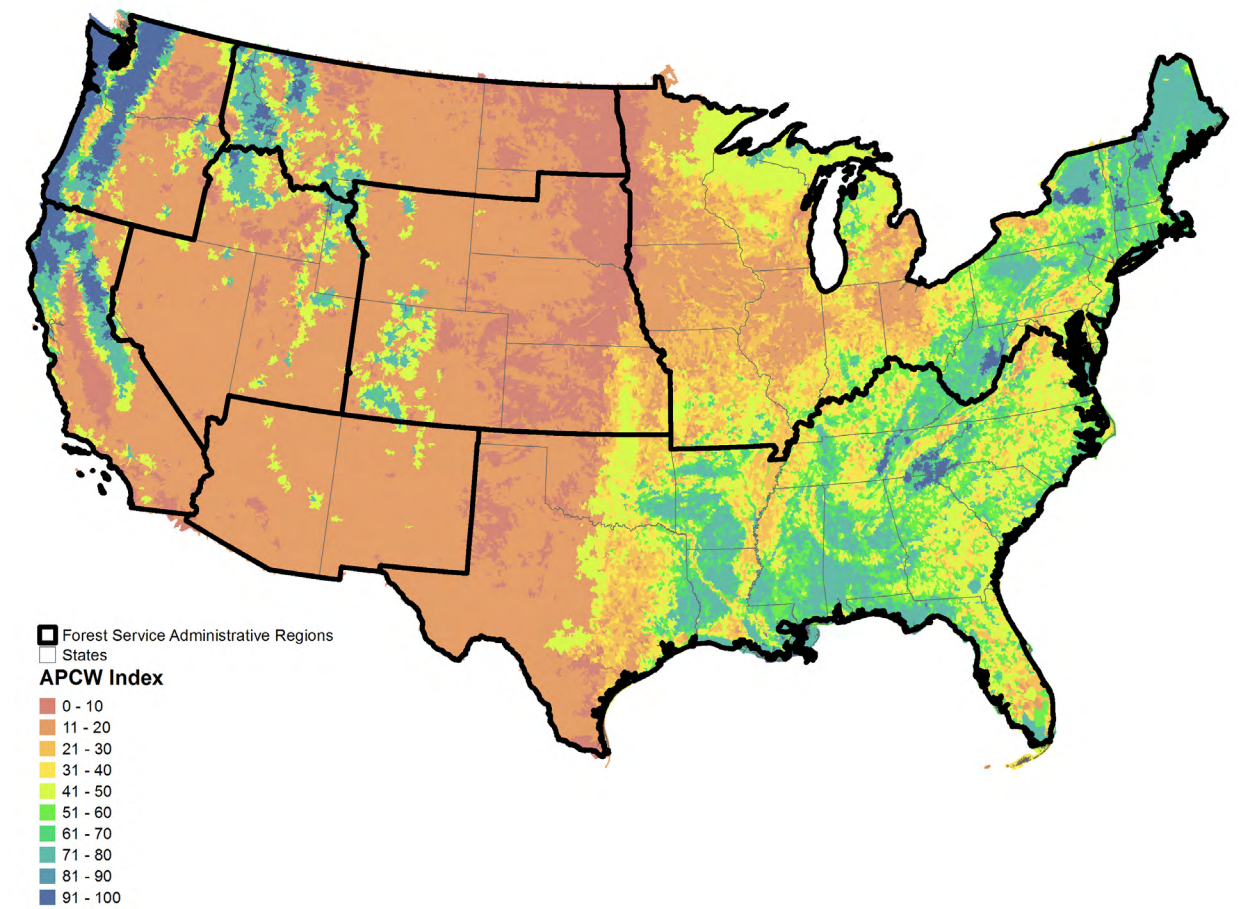 Forest Service Administrative Regions
States
APCW Index
0 - 10
11 - 20
21 - 30
31 - 40
41 - 50
51 - 60
61 - 70
71 - 80
81 - 90
91 - 100